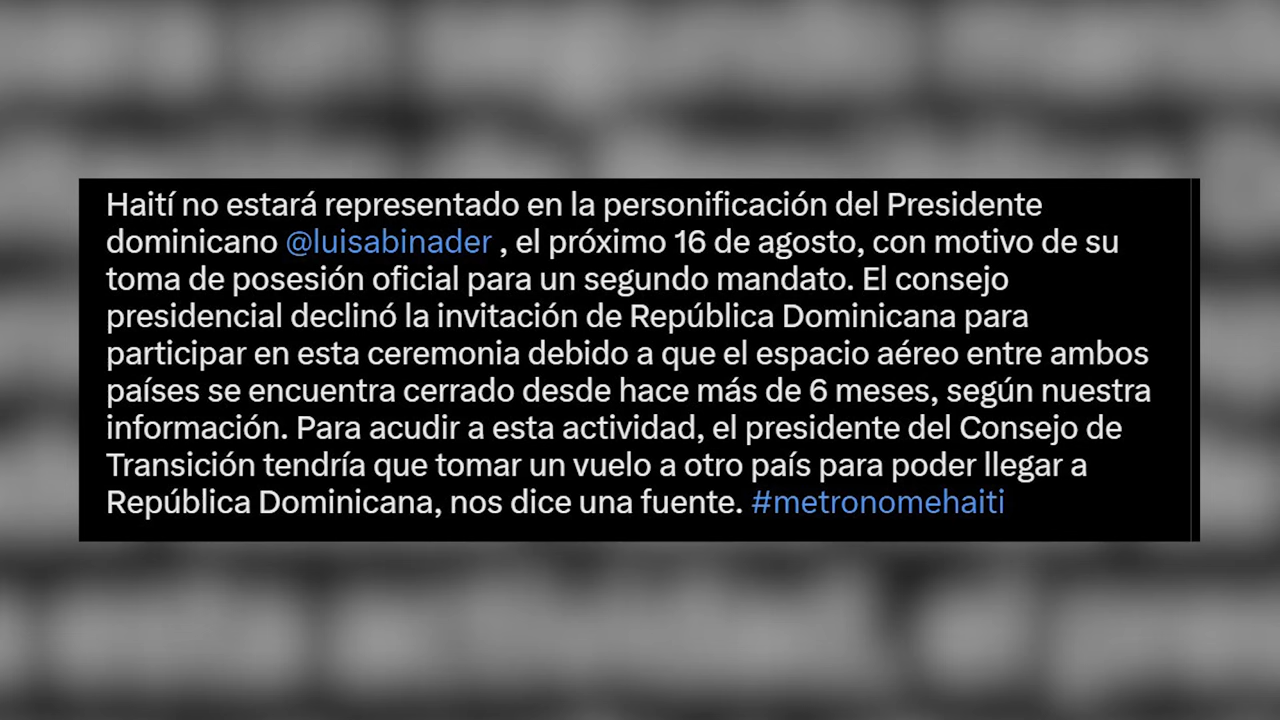 Haití no estará representado en la personificación del Presidente
dominicano @luisabinader , el próximo 16 de agosto, con motivo de su
toma de posesión oficial para un segundo mandato. El consejo
presidencial declinó la invitación de República Dominicana para
participar en esta ceremonia debido a que el espacio aéreo entre ambos
países se encuentra cerrado desde hace más de 6 meses, según nuestra
información. Para acudir a esta actividad, el presidente del Consejo de
Transición tendría que tomar un vuelo a otro país para poder llegar a
República Dominicana, nos dice una fuente. #metronomehaiti